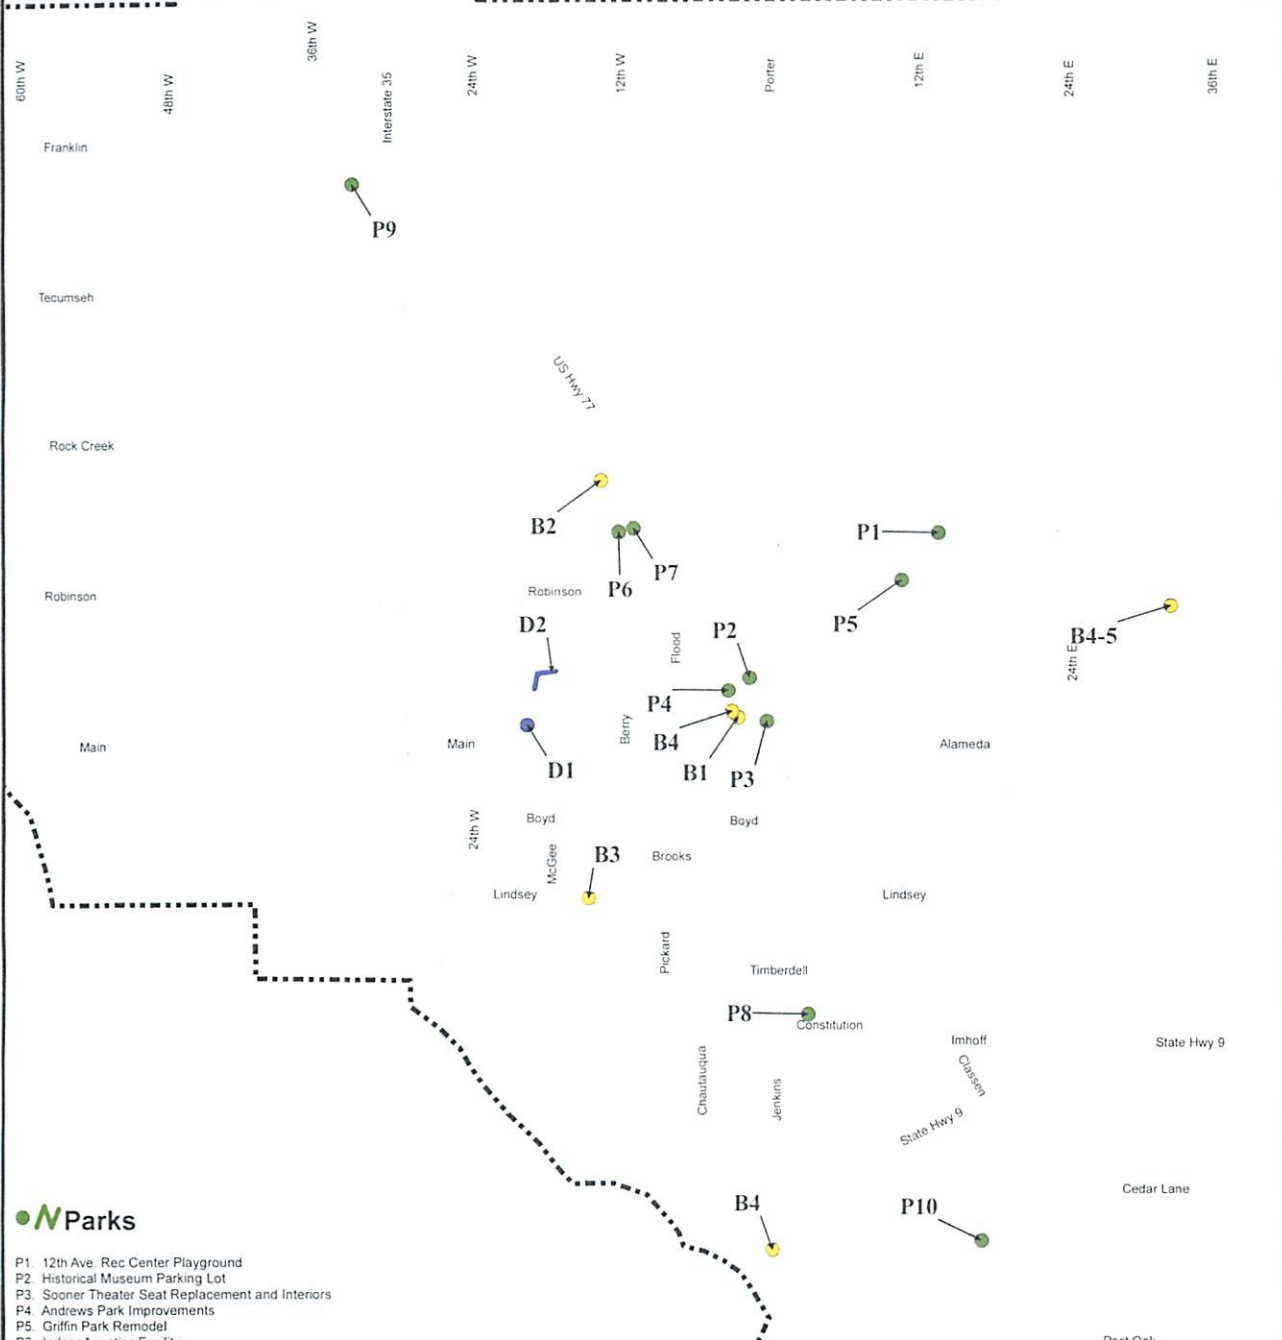 36th W
60th W
48th W
Interstate 35
24th W
12th W
Porter
12th E
24th E
36th E
Franklin
P9
Tecumseh
US Hwy 77
Rock Creek
B2
P1
P7
P6
Robinson
Robinson
P5
D2
P2
B4-5
Flood
24th E
P4
Berry
B4
Main
Main
Alameda
D1
B1
P3
24th W
Boyd
Boyd
McGee
B3
Brooks
Lindsey
Lindsey
Pickard
Timberdell
P8
Constitution
Imhoff
State Hwy 9
Classen
Chautauqua
Jenkins
State Hwy 9
Cedar Lane
B4
P10
N Parks
P1. 12th Ave. Rec Center Playground
P2. Historical Museum Parking Lot
P3. Sooner Theater Seat Replacement and Interiors
P4. Andrews Park Improvements
P5. Griffin Park Remodel